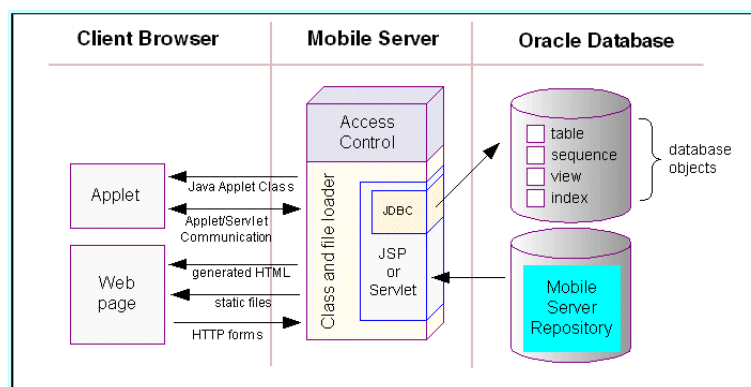 Client Browser
Mobile Server
Oracle Database
Access
Control
Class and file loader
JDBC
JSP
or
Servlet
Applet
Java Applet Class
Applet/Servlet
Communication
Web
page
generated HTML
static files
HTTP forms
table
sequence
view
index
database
objects
Mobile
Server
Repository